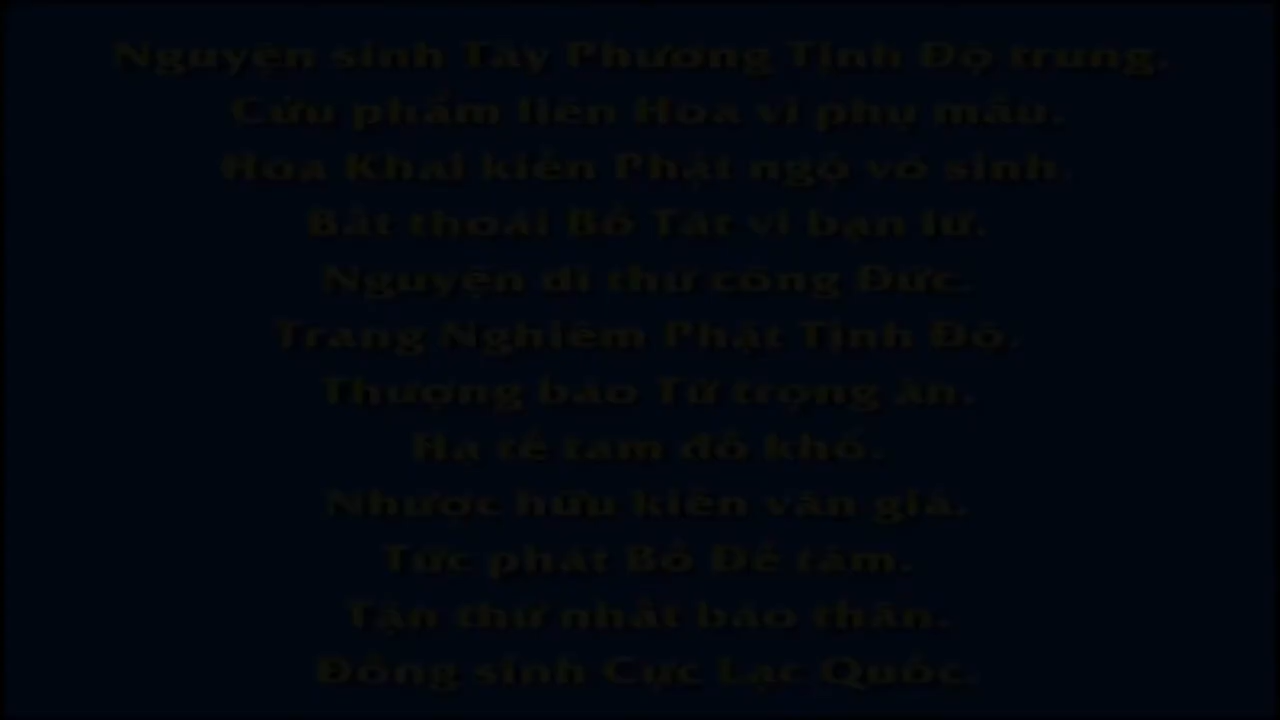 Nguyện sinh Tây Phương Tịnh Độ trung.
Cửu phẩm liên Hoa vi phụ mẫu.
Hoa Khai kiến Phật ngộ vô sinh.
Bất thoái Bồ Tát vi bạn lữ.
Nguyện dĩ thử công Đức.
Trang Nghiêm Phật Tịnh Độ.
Thượng báo Tứ trọng ân.
Hạ tế tam đồ khổ.
Nhược hữu kiến văn giả.
Tức phát Bồ Đề tâm.
Tận thử nhất báo thân.
Đồng sinh Cực Lạc Quốc.